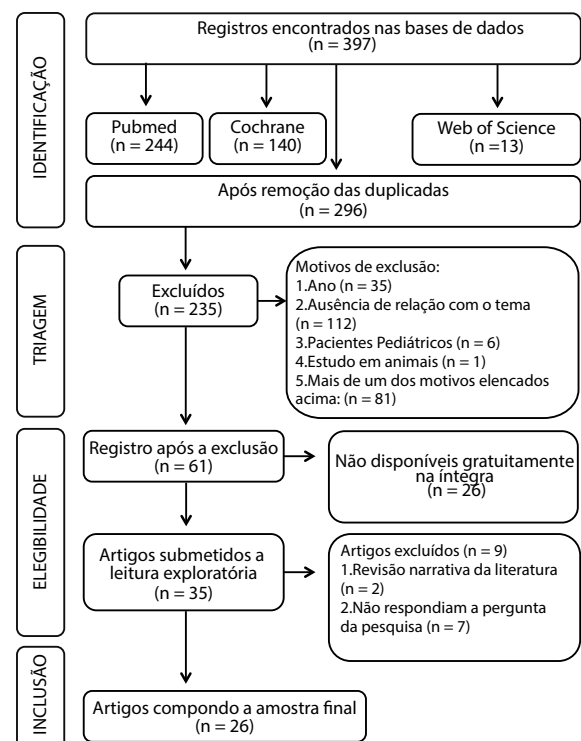 IDENTIFICAÇÃO
Registros encontrados nas bases de dados
(n = 397)
Pubmed
(n = 244)
Cochrane
(n = 140)
Web of Science
(n =13)
Após remoção das duplicadas
(n = 296)
TRIAGEM
Excluídos
(n = 235)
Motivos de exclusão:
1.Ano (n = 35)
2.Ausência de relação com o tema
(n = 112)
3.Pacientes Pediátricos (n = 6)
4.Estudo em animais (n = 1)
5.Mais de um dos motivos elencados
acima: (n = 81)
ELEGIBILIDADE
Registro após a exclusão
(n = 61)
Não disponíveis gratuitamente
na íntegra
(n = 26)
Artigos submetidos a
leitura exploratória
(n = 35)
Artigos excluídos (n = 9)
1.Revisão narrativa da literatura
(n = 2)
2.Não respondiam a pergunta
da pesquisa (n = 7)
INCLUSÃO
Artigos compondo a amostra final
(n = 26)